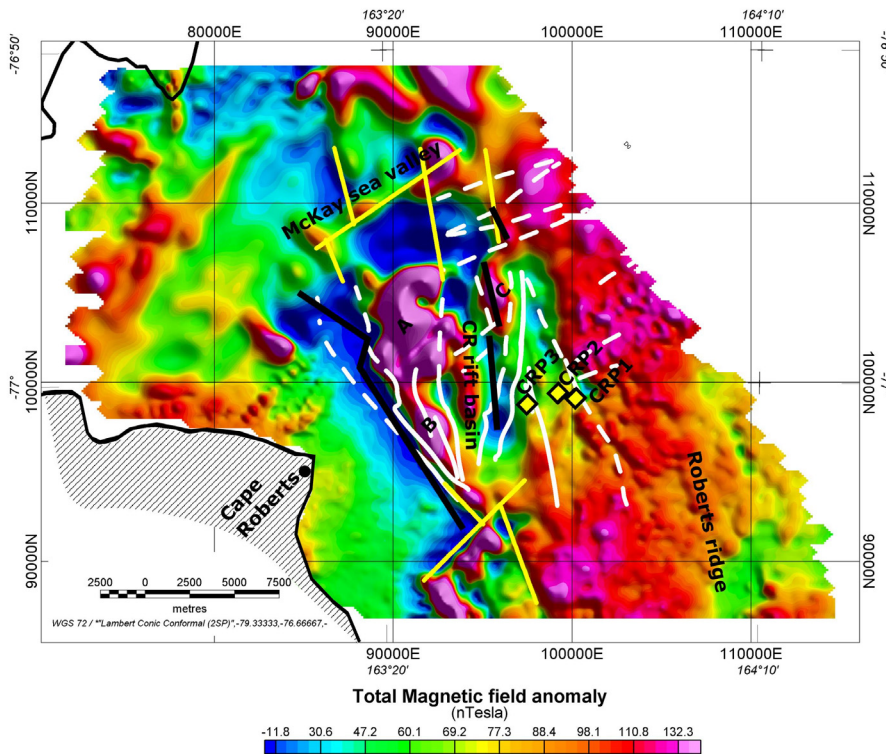 163°20'
164°10'
80000E
90000E
100000E
110000E
-76°50'
110000N
110000N
McKay sea valley
A
C
CRP3
CRP2
CRP1
CR rift basin
-77°
100000N
100000N
B
Cape
Roberts
Roberts ridge
90000N
90000N
2500 0 2500 5000 7500
metres
WGS 72 / *"Lambert Conic Conformal (2SP)",-79.33333,-76.66667,-
90000E
100000E
110000E
163°20'
164°10'
Total Magnetic field anomaly
(nTesla)
-11.8 30.6 47.2 60.1 69.2 77.3 88.4 98.1 110.8 132.3